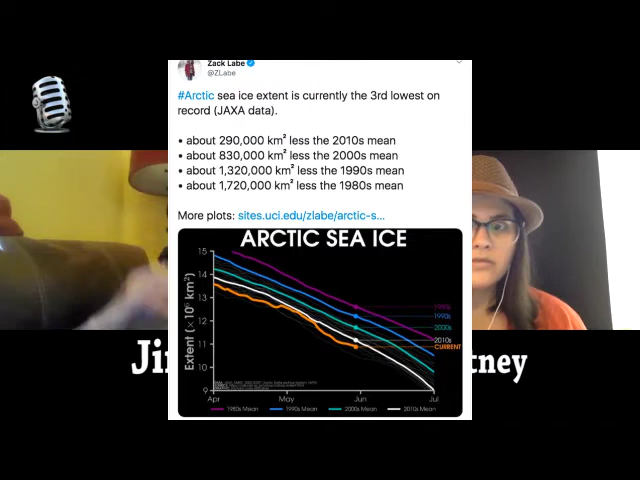 Zack Labe
@ZLabe
#Arctic sea ice extent is currently the 3rd lowest on
record (JAXA data).
• about 290,000 km² less the 2010s mean
• about 830,000 km² less the 2000s mean
• about 1,320,000 km² less the 1990s mean
• about 1,720,000 km² less the 1980s mean
More plots: sites.uci.edu/zlabe/arctic-s...
ARCTIC SEA ICE
Extent (×10⁶ km²)
15
14
13
12
11
10
9
1980s
1990s
2000s
2010s
CURRENT
Apr May Jun Jul
1980s Mean 1990s Mean 2000s Mean 2010s Mean
Ji
tney